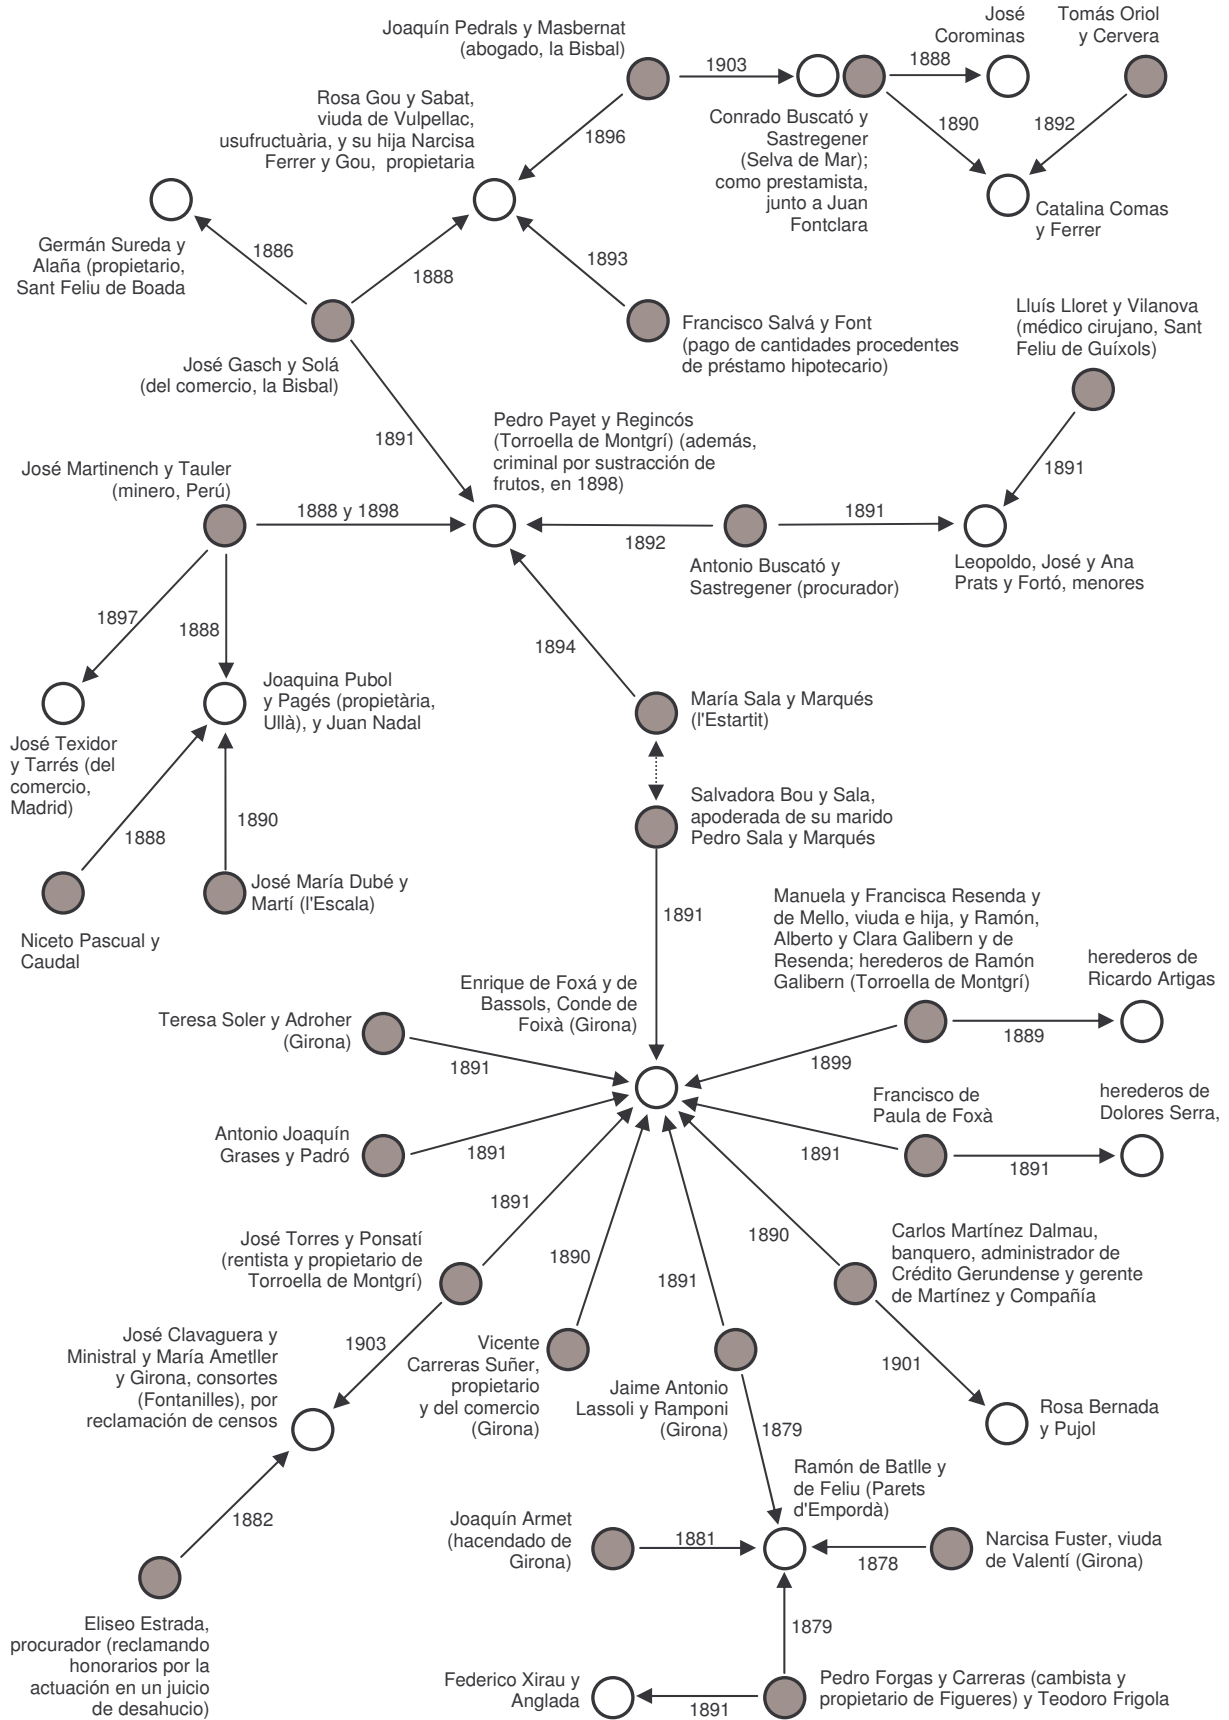 Joaquín Pedrals y Masbernat
(abogado, la Bisbal)
José
Corominas
Tomás Oriol
y Cervera
1903
1888
Rosa Gou y Sabat,
viuda de Vulpellac,
usufructuària, y su hija Narcisa
Ferrer y Gou, propietaria
1896
Conrado Buscató y
Sastregener
(Selva de Mar);
como prestamista,
junto a Juan
Fontclara
1890
1892
Catalina Comas
y Ferrer
Germán Sureda y
Alaña (propietario,
Sant Feliu de Boada
1886
1888
1893
José Gasch y Solá
(del comercio, la Bisbal)
Francisco Salvá y Font
(pago de cantidades procedentes
de préstamo hipotecario)
Lluís Lloret y Vilanova
(médico cirujano, Sant
Feliu de Guíxols)
1891
Pedro Payet y Regincós
(Torroella de Montgrí) (además,
criminal por sustracción de
frutos, en 1898)
1891
José Martinench y Tauler
(minero, Perú)
1888 y 1898
1892
1891
Antonio Buscató y
Sastregener (procurador)
Leopoldo, José y Ana
Prats y Fortó, menores
1897
1888
1894
Joaquina Pubol
y Pagés (propietària,
Ullà), y Juan Nadal
María Sala y Marqués
(l'Estartit)
José Texidor
y Tarrés (del
comercio,
Madrid)
Salvadora Bou y Sala,
apoderada de su marido
Pedro Sala y Marqués
1888
1890
José María Dubé y
Martí (l'Escala)
Niceto Pascual y
Caudal
1891
Manuela y Francisca Resenda y
de Mello, viuda e hija, y Ramón,
Alberto y Clara Galibern y de
Resenda; herederos de Ramón
Galibern (Torroella de Montgrí)
herederos de
Ricardo Artigas
Enrique de Foxá y de
Bassols, Conde de
Foixà (Girona)
Teresa Soler y Adroher
(Girona)
1891
1899
1889
Francisco de
Paula de Foxà
herederos de
Dolores Serra,
Antonio Joaquín
Grases y Padró
1891
1891
1891
1891
José Torres y Ponsatí
(rentista y propietario de
Torroella de Montgrí)
1890
1891
1890
Carlos Martínez Dalmau,
banquero, administrador de
Crédito Gerundense y gerente
de Martínez y Compañía
José Clavaguera y
Ministral y María Ametller
y Girona, consortes
(Fontanilles), por
reclamación de censos
1903
Vicente
Carreras Suñer,
propietario
y del comercio
(Girona)
Jaime Antonio
Lassoli y Ramponi
(Girona)
1901
Rosa Bernada
y Pujol
1879
1882
Ramón de Batlle y
de Feliu (Parets
d'Empordà)
Joaquín Armet
(hacendado de
Girona)
1881
1878
Narcisa Fuster, viuda
de Valentí (Girona)
Eliseo Estrada,
procurador (reclamando
honorarios por la
actuación en un juicio
de desahucio)
1879
Federico Xirau y
Anglada
1891
Pedro Forgas y Carreras (cambista y
propietario de Figueres) y Teodoro Frigola